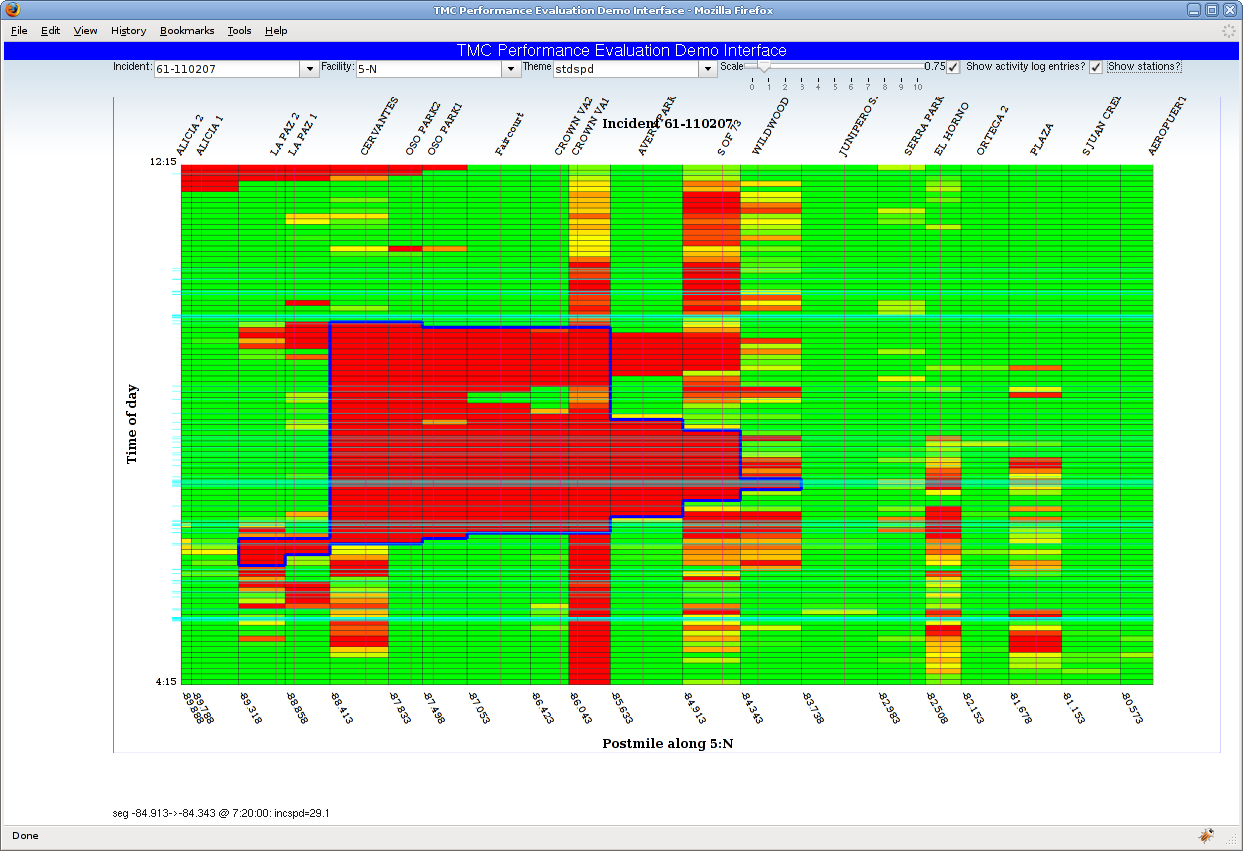 TMC Performance Evaluation Demo Interface - Mozilla Firefox
File Edit View History Bookmarks Tools Help
TMC Performance Evaluation Demo Interface
Incident: 61-110207 Facility: 5-N Theme stdspd Scale 0.75 Show activity log entries? Show stations?
0 1 2 3 4 5 6 7 8 9 10
Incident 61-110207
ALICIA 2
ALICIA 1
LA PAZ 2
LA PAZ 1
CERVANTES
OSO PARK2
OSO PARK1
Faircourt
CROWN VA2
CROWN VA1
AVERY PARK
S OF 73
WILDWOOD
JUNIPERO S.
SERRA PARK
EL HORNO
ORTEGA 2
PLAZA
S JUAN CREE
AEROPUERT
12:15
Time of day
4:15
-89.888
-89.788
-89.318
-88.858
-88.413
-87.833
-87.498
-87.053
-86.423
-86.043
-85.633
-84.913
-84.343
-83.738
-82.983
-82.508
-82.153
-81.678
-81.153
-80.573
Postmile along 5:N
seg -84.913->-84.343 @ 7:20:00: incspd=29.1
Done